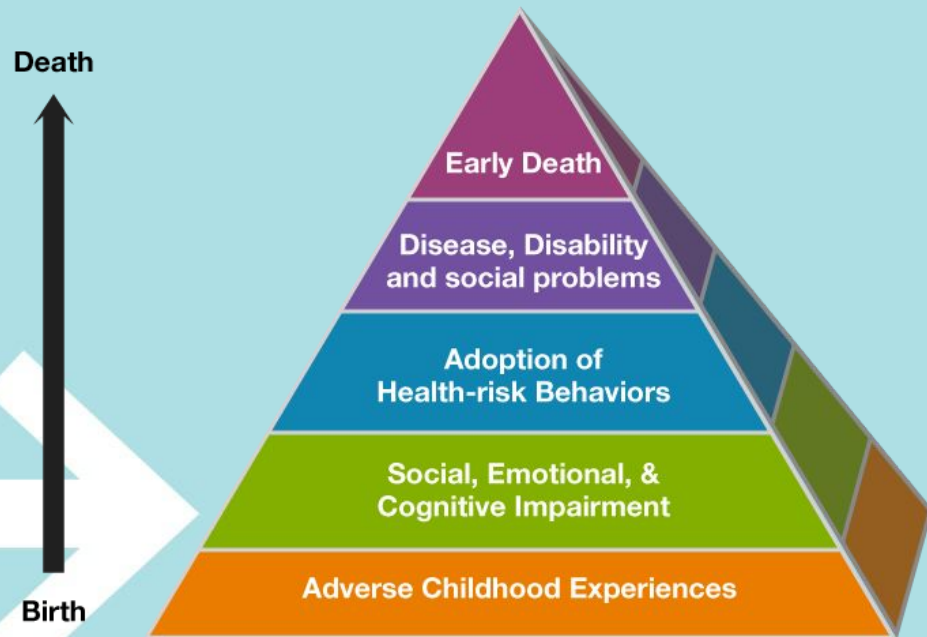 Death
Early Death
Disease, Disability
and social problems
Adoption of
Health-risk Behaviors
Social, Emotional, &
Cognitive Impairment
Adverse Childhood Experiences
Birth